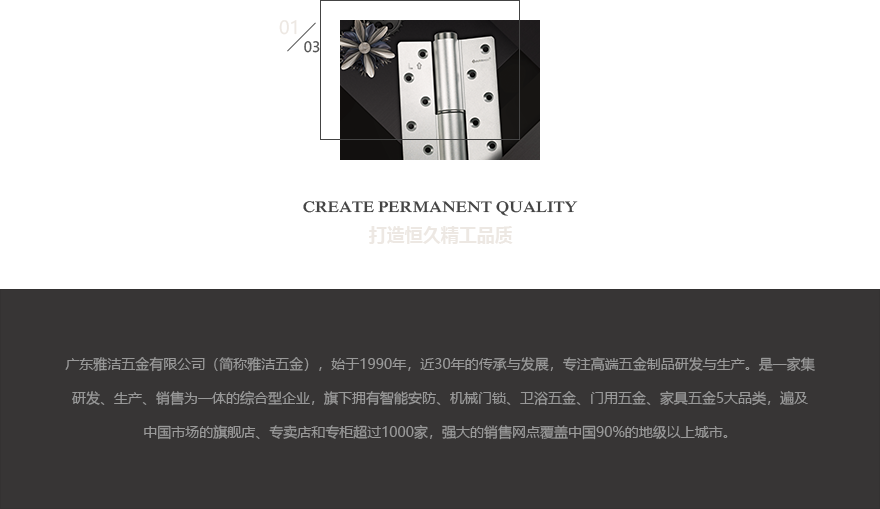 01
03
CREATE PERMANENT QUALITY
打造恒久精工品质
广东雅洁五金有限公司（简称雅洁五金），始于1990年，近30年的传承与发展，专注高端五金制品研发与生产。是一家集
研发、生产、销售为一体的综合型企业，旗下拥有智能安防、机械门锁、卫浴五金、门用五金、家具五金5大品类，遍及
中国市场的旗舰店、专卖店和专柜超过1000家，强大的销售网点覆盖中国90%的地级以上城市。